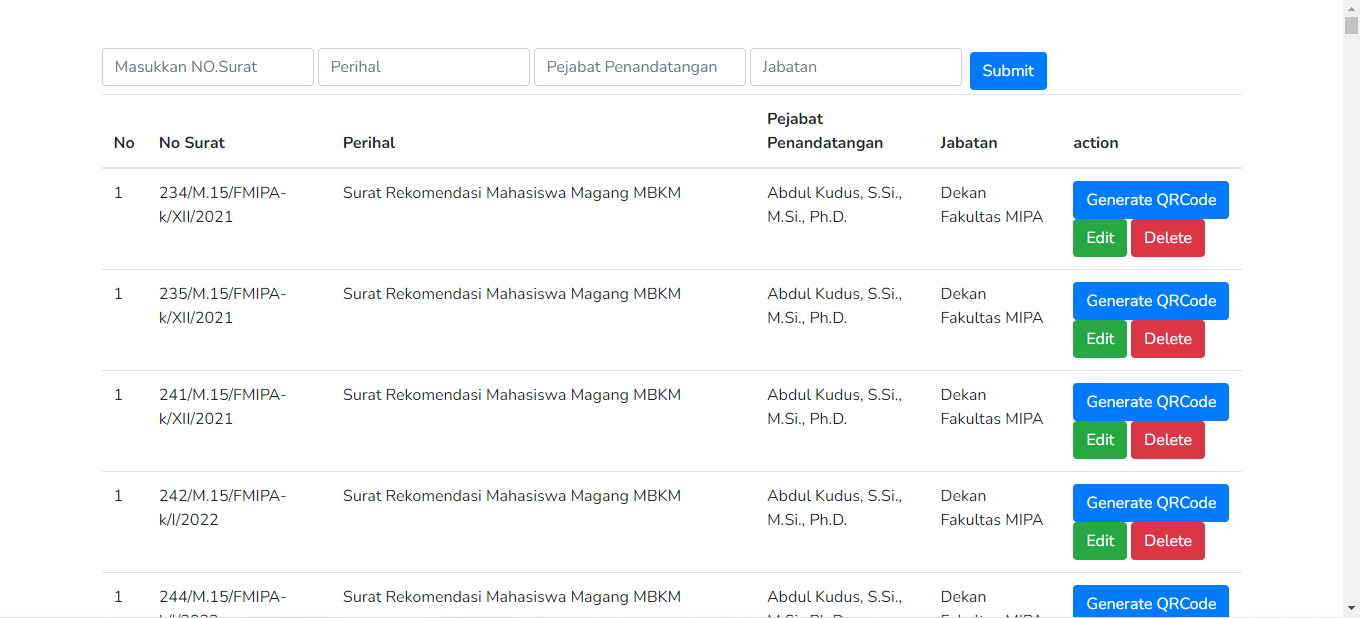 Masukkan NO.Surat Perihal Pejabat Penandatangan Jabatan Submit
No No Surat Perihal Pejabat Penandatangan Jabatan action
1 234/M.15/FMIPA- Surat Rekomendasi Mahasiswa Magang MBKM Abdul Kudus, S.Si., Dekan Generate QRCode
k/XII/2021 M.Si., Ph.D. Fakultas MIPA Edit Delete
1 235/M.15/FMIPA- Surat Rekomendasi Mahasiswa Magang MBKM Abdul Kudus, S.Si., Dekan Generate QRCode
k/XII/2021 M.Si., Ph.D. Fakultas MIPA Edit Delete
1 241/M.15/FMIPA- Surat Rekomendasi Mahasiswa Magang MBKM Abdul Kudus, S.Si., Dekan Generate QRCode
k/XII/2021 M.Si., Ph.D. Fakultas MIPA Edit Delete
1 242/M.15/FMIPA- Surat Rekomendasi Mahasiswa Magang MBKM Abdul Kudus, S.Si., Dekan Generate QRCode
k/I/2022 M.Si., Ph.D. Fakultas MIPA Edit Delete
1 244/M.15/FMIPA- Surat Rekomendasi Mahasiswa Magang MBKM Abdul Kudus, S.Si., Dekan Generate QRCode